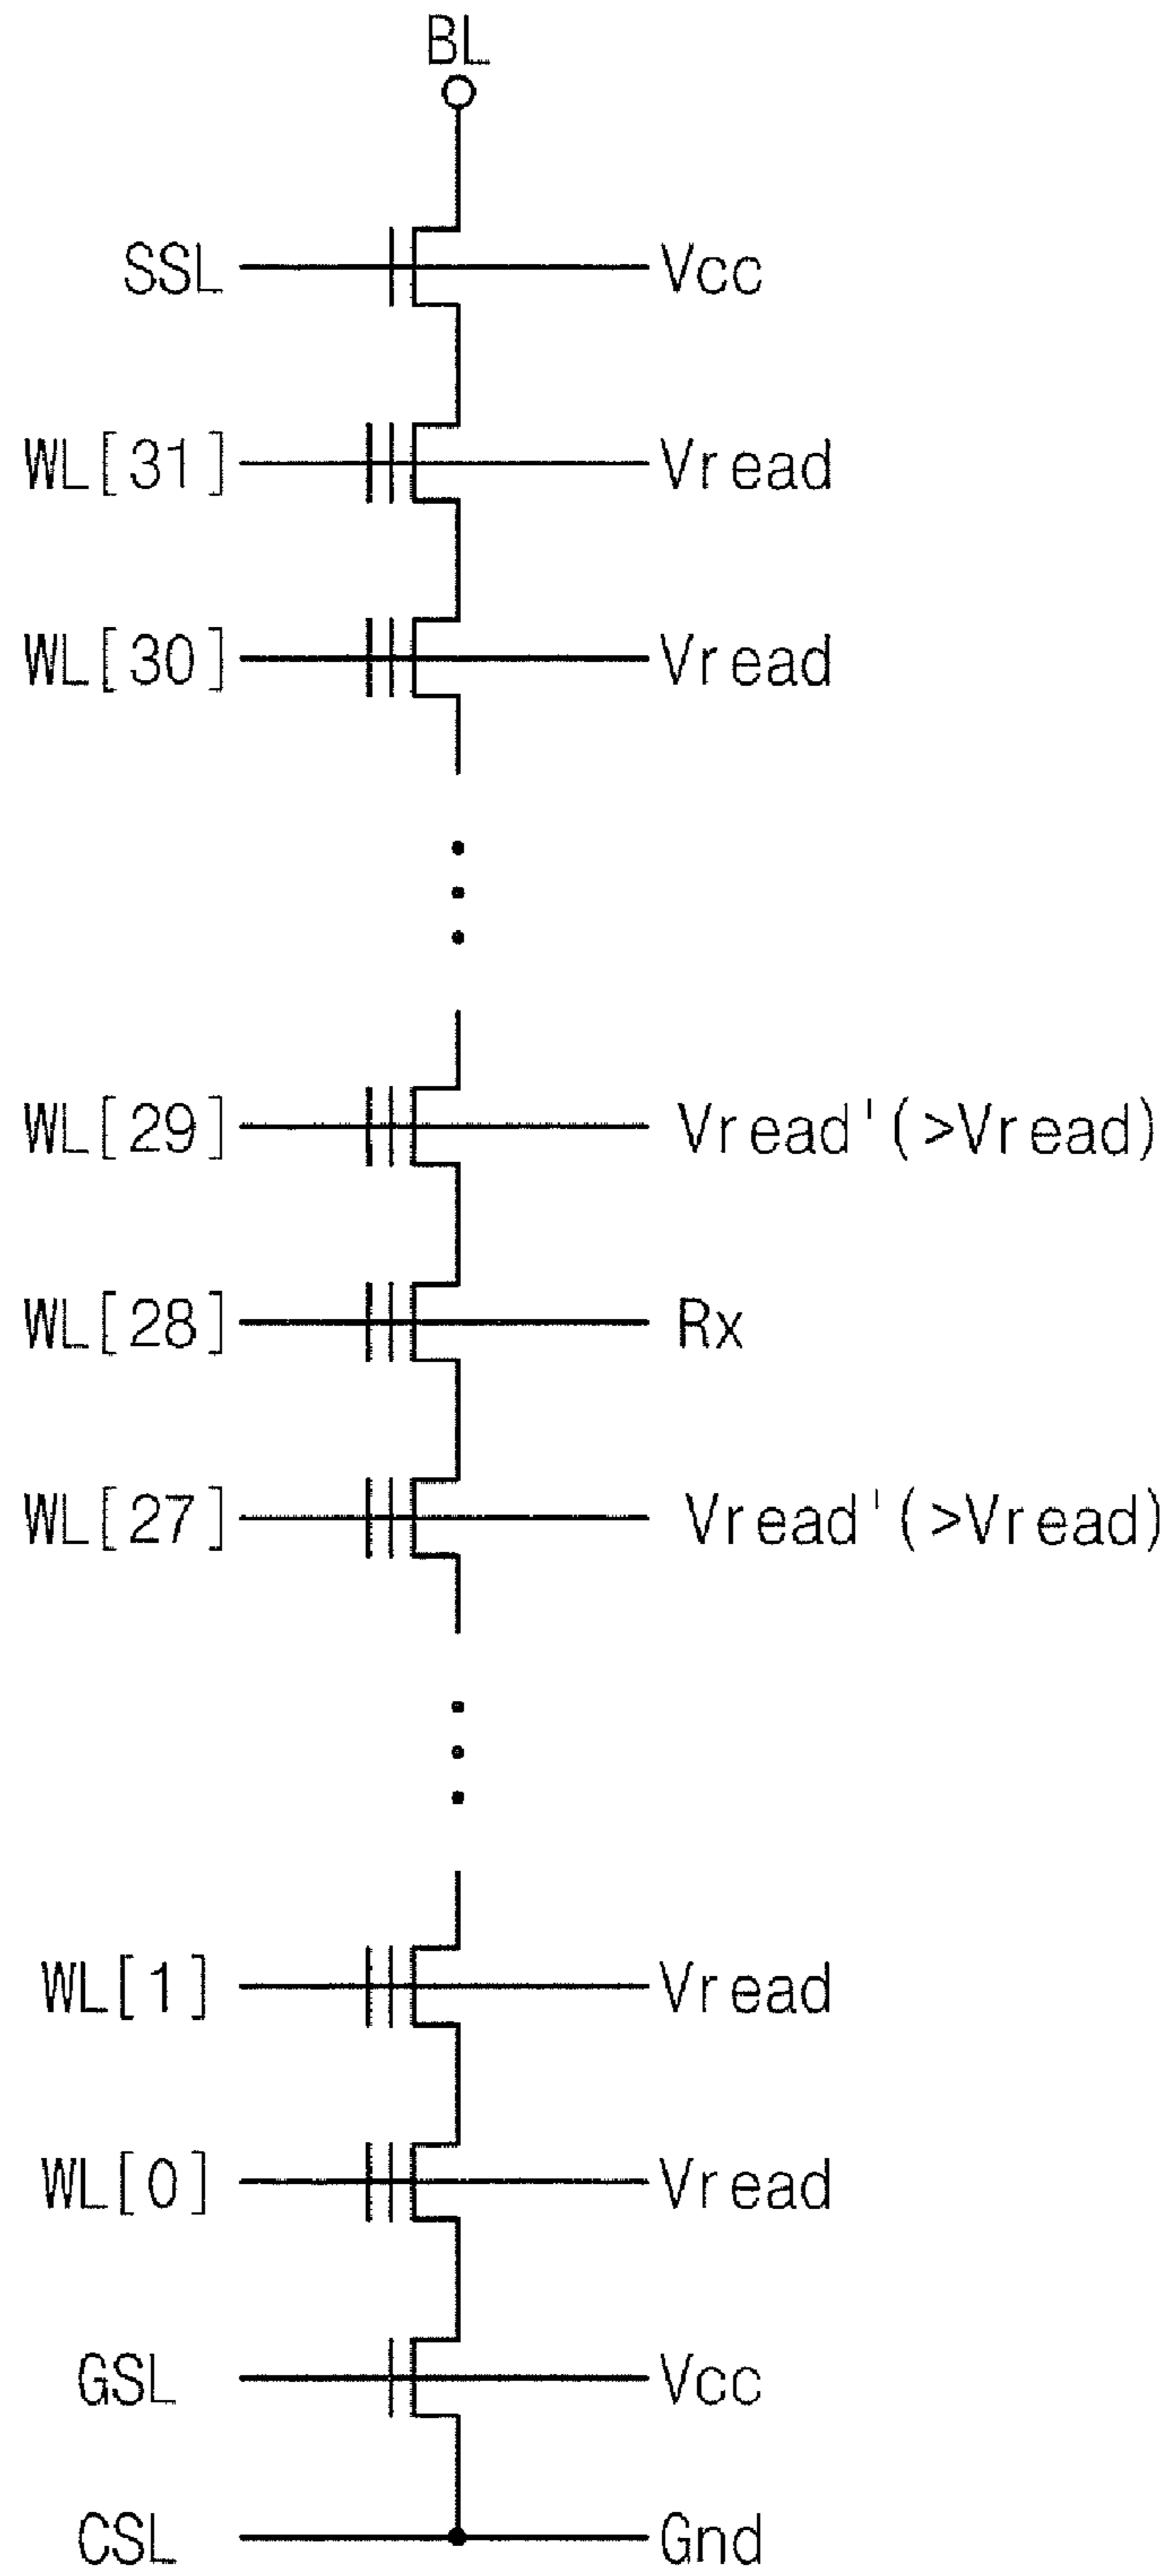 BL
SSL Vcc
WL[31] Vread
WL[30] Vread
WL[29] Vread'(>Vread)
WL[28] Rx
WL[27] Vread'(>Vread)
WL[1] Vread
WL[0] Vread
GSL Vcc
CSL Gnd